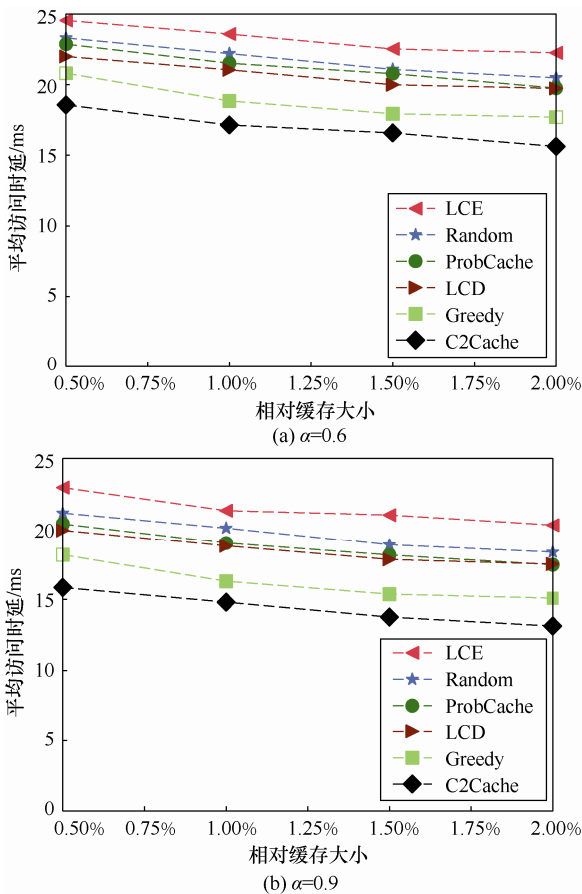 25
20
15
10
5
0
平均访问时延/ms
LCE
Random
ProbCache
LCD
Greedy
C2Cache
0.50% 0.75% 1.00% 1.25% 1.50% 1.75% 2.00%
相对缓存大小
(a) α=0.6
25
20
15
10
5
0
平均访问时延/ms
LCE
Random
ProbCache
LCD
Greedy
C2Cache
0.50% 0.75% 1.00% 1.25% 1.50% 1.75% 2.00%
相对缓存大小
(b) α=0.9